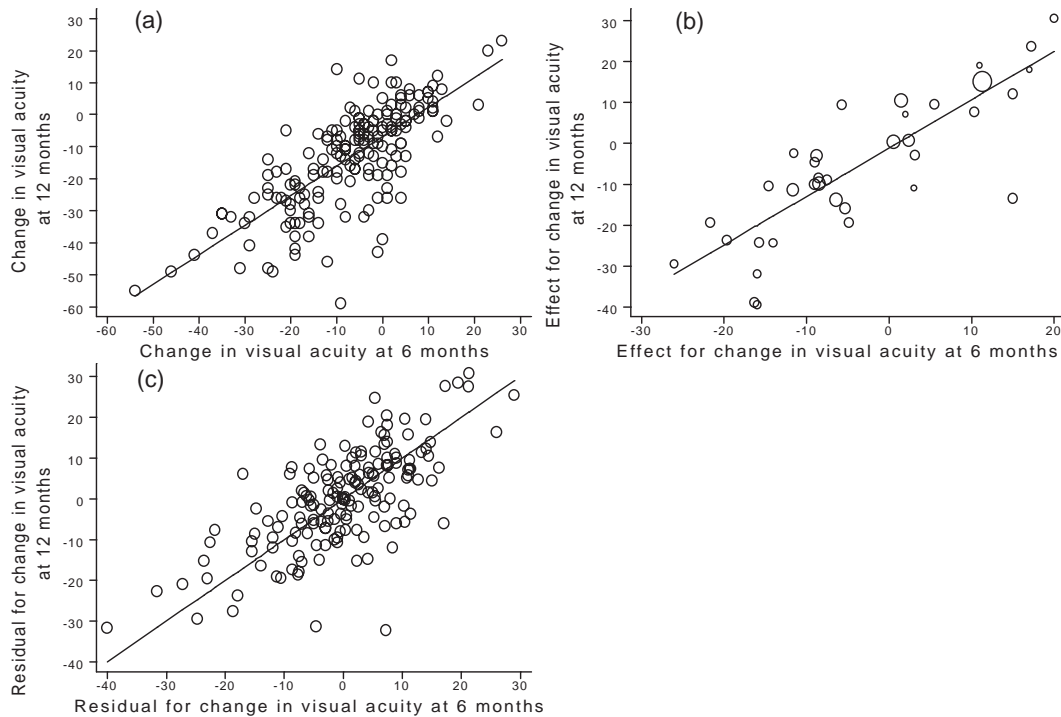 (a)
Change in visual acuity
at 12 months
30
20
10
0
-10
-20
-30
-40
-50
-60
-60 -50 -40 -30 -20 -10 0 10 20 30
Change in visual acuity at 6 months
(b)
Effect for change in visual acuity
at 12 months
30
20
10
0
-10
-20
-30
-40
-30 -20 -10 0 10 20
Effect for change in visual acuity at 6 months
(c)
Residual for change in visual acuity
at 12 months
30
20
10
0
-10
-20
-30
-40
-40 -30 -20 -10 0 10 20 30
Residual for change in visual acuity at 6 months